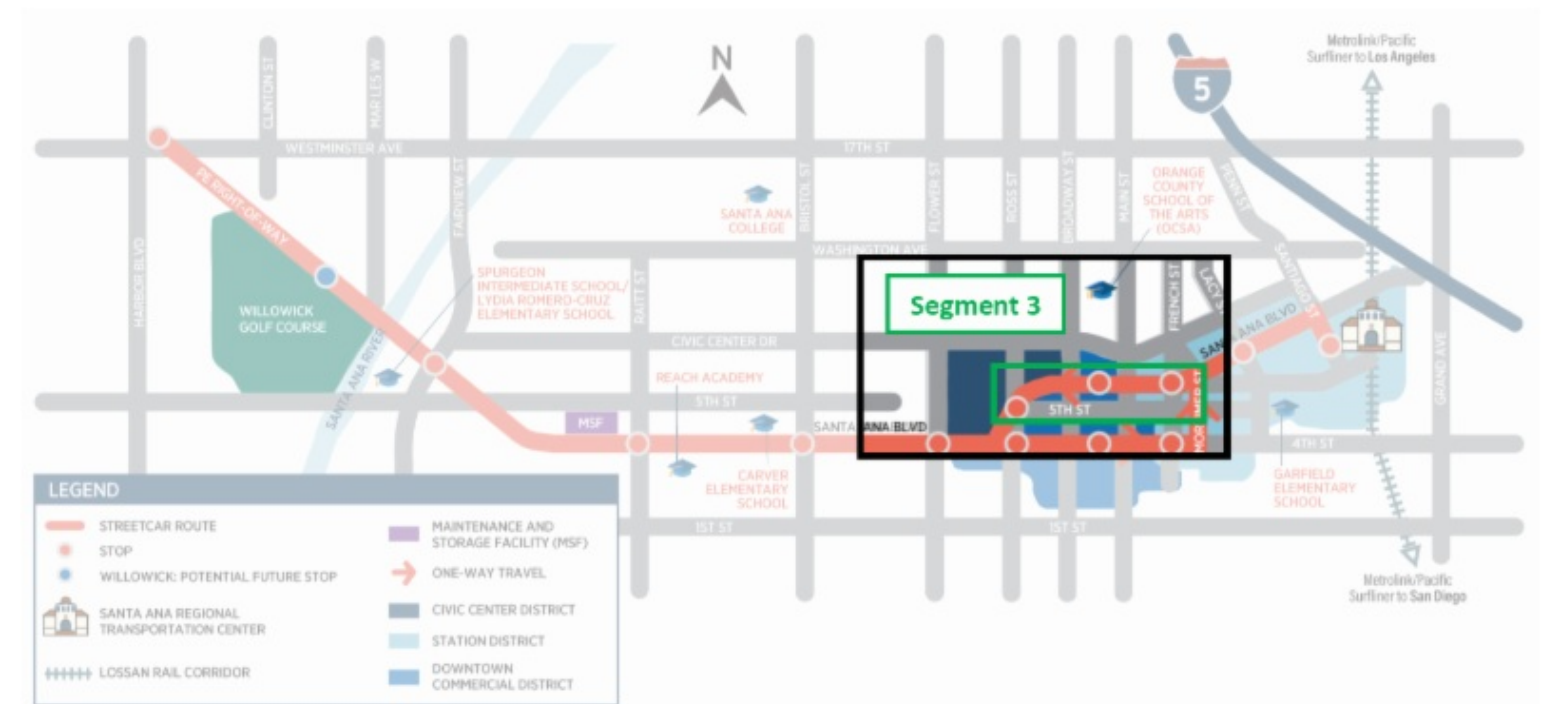 N
Metrolink/Pacific
Surfliner to Los Angeles
5
CLINTON ST
WESTMINSTER AVE
17TH ST
PE RIGHT-OF-WAY
HARBOR BLVD
FAIRVIEW ST
BRISTOL ST
FLOWER ST
ROSS ST
BROADWAY ST
MAIN ST
PENN ST
ORANGE
COUNTY
SCHOOL OF
THE ARTS
(OCSA)
SANTA ANA
COLLEGE
WASHINGTON AVE
SANTIAGO ST
FRENCH ST
LACY
SPURGEON
INTERMEDIATE SCHOOL/
LYDIA ROMERO-CRUZ
ELEMENTARY SCHOOL
RAITT ST
WILLOWICK
GOLF COURSE
SANTA ANA RIVER
Segment 3
CIVIC CENTER DR
SANTA ANA BLVD
GRAND AVE
REACH ACADEMY
5TH ST
5TH ST
MSF
SANTA ANA BLVD
4TH ST
CARVER
ELEMENTARY
SCHOOL
GARFIELD
ELEMENTARY
SCHOOL
1ST ST
1ST ST
Metrolink/Pacific
Surfliner to San Diego
LEGEND
STREETCAR ROUTE
STOP
WILLOWICK: POTENTIAL FUTURE STOP
SANTA ANA REGIONAL
TRANSPORTATION CENTER
LOSSAN RAIL CORRIDOR
MAINTENANCE AND
STORAGE FACILITY (MSF)
ONE-WAY TRAVEL
CIVIC CENTER DISTRICT
STATION DISTRICT
DOWNTOWN
COMMERCIAL DISTRICT